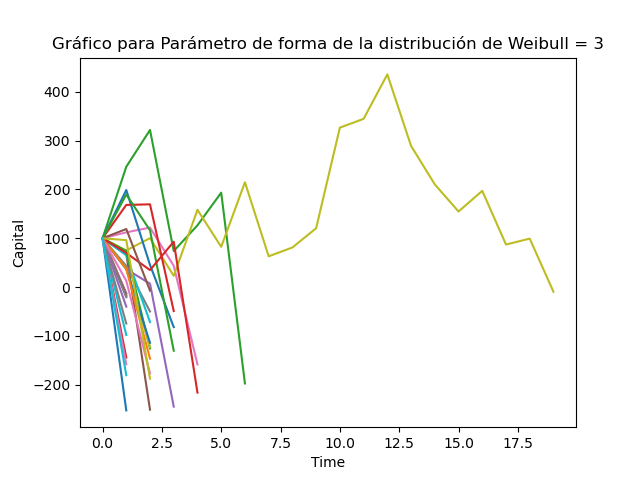 Gráfico para Parámetro de forma de la distribución de Weibull = 3
400
300
200
100
0
−100
−200
Capital
0.0 2.5 5.0 7.5 10.0 12.5 15.0 17.5
Time